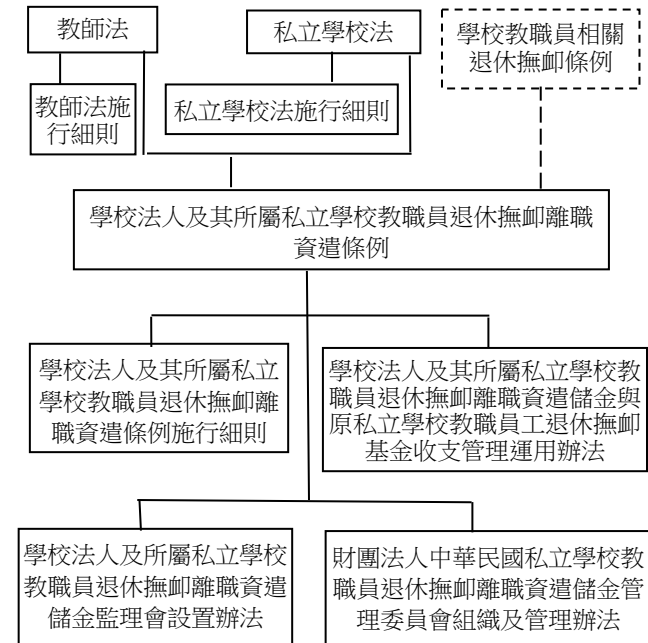 教師法
私立學校法
學校教職員相關
退休撫卹條例
教師法施
行細則
私立學校法施行細則
學校法人及其所屬私立學校教職員退休撫卹離職
資遣條例
學校法人及其所屬私立
學校教職員退休撫卹離
職資遣條例施行細則
學校法人及其所屬私立學校教
職員退休撫卹離職資遣儲金與
原私立學校教職員工退休撫卹
基金收支管理運用辦法
學校法人及所屬私立學校
教職員退休撫卹離職資遣
儲金監理會設置辦法
財團法人中華民國私立學校教
職員退休撫卹離職資遣儲金管
理委員會組織及管理辦法